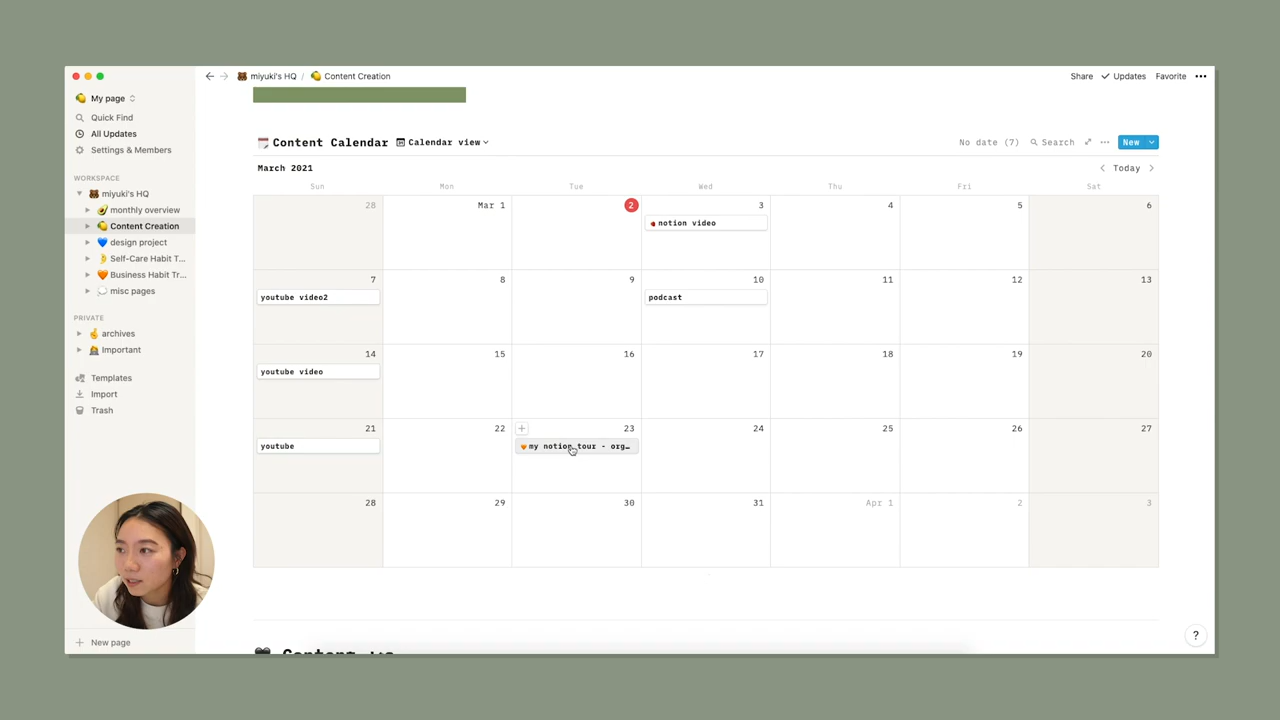 My page
Quick Find
All Updates
Settings & Members
WORKSPACE
miyuki's HQ
monthly overview
Content Creation
design project
Self-Care Habit T...
Business Habit Tr...
misc pages
PRIVATE
archives
Important
Templates
Import
Trash
New page
miyuki's HQ / Content Creation
Share Updates Favorite
Content Calendar Calendar view
No date (7) Search New
March 2021
Today
Sun Mon Tue Wed Thu Fri Sat
28 Mar 1 2 3 4 5 6
notion video
7 8 9 10 11 12 13
youtube video2 podcast
14 15 16 17 18 19 20
youtube video
21 22 23 24 25 26 27
youtube my notion tour - org…
28 29 30 31 Apr 1 2 3
?